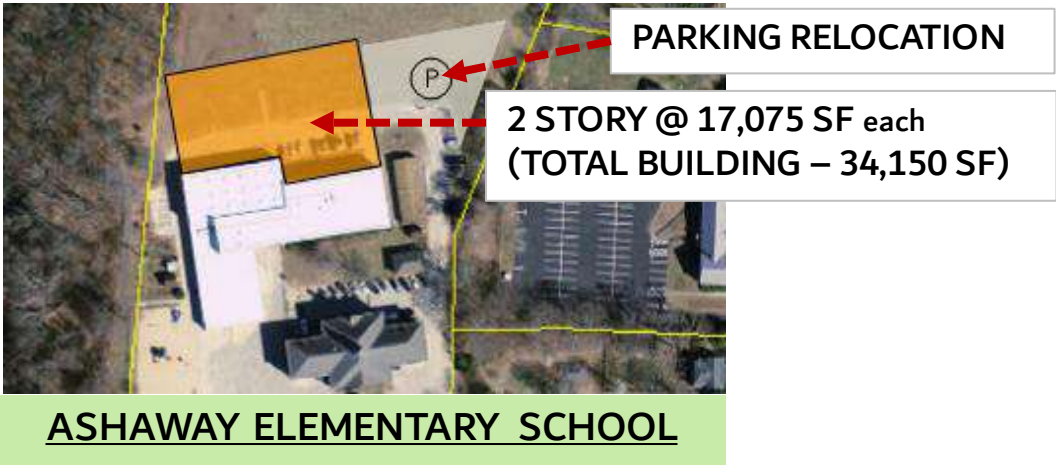 PARKING RELOCATION
P
2 STORY @ 17,075 SF each
(TOTAL BUILDING – 34,150 SF)
ASHAWAY ELEMENTARY SCHOOL